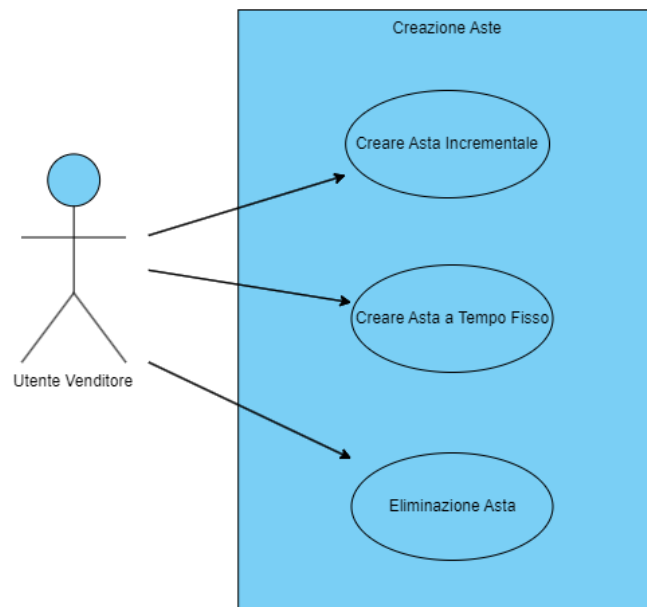 Creazione Aste
Creare Asta Incrementale
Creare Asta a Tempo Fisso
Utente Venditore
Eliminazione Asta